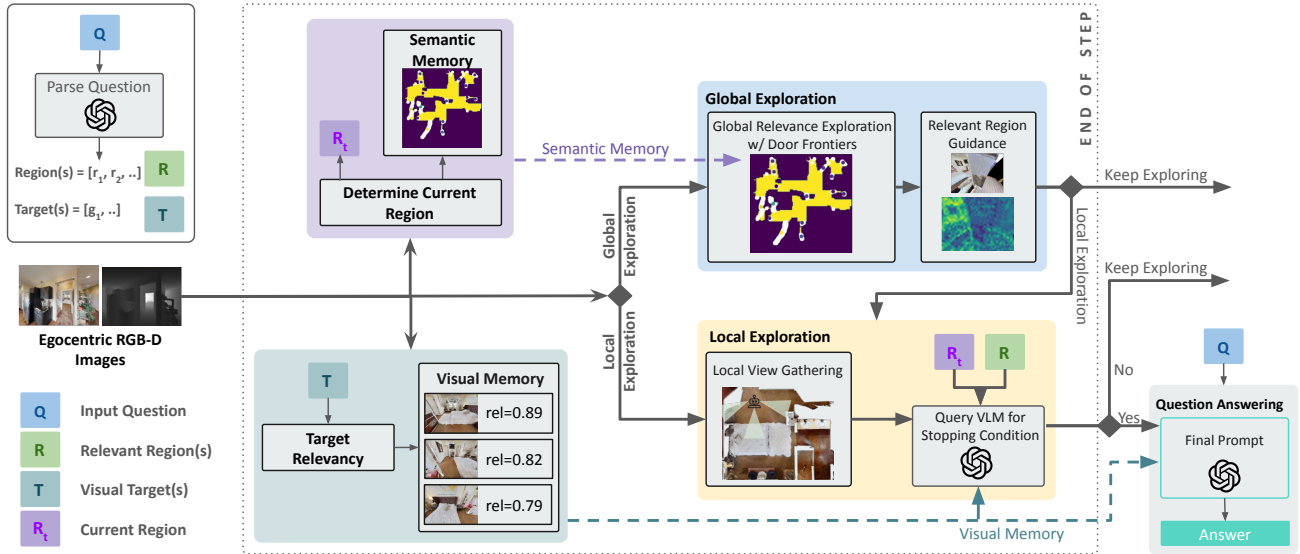 Q
Parse Question
Region(s) = [r1, r2, ..]
R
Target(s) = [g1, ..]
T
Egocentric RGB-D
Images
Q
Input Question
R
Relevant Region(s)
T
Visual Target(s)
Rt
Current Region
Semantic
Memory
Rt
Determine Current
Region
Semantic Memory
T
Target
Relevancy
Visual Memory
rel=0.89
rel=0.82
rel=0.79
Global
Exploration
Local
Exploration
Global Exploration
Global Relevance Exploration
w/ Door Frontiers
Relevant Region
Guidance
Local Exploration
Local Exploration
Local View Gathering
Rt
R
Query VLM for
Stopping Condition
Visual Memory
END OF STEP
Keep Exploring
Keep Exploring
No
Yes
Q
Question Answering
Final Prompt
Answer